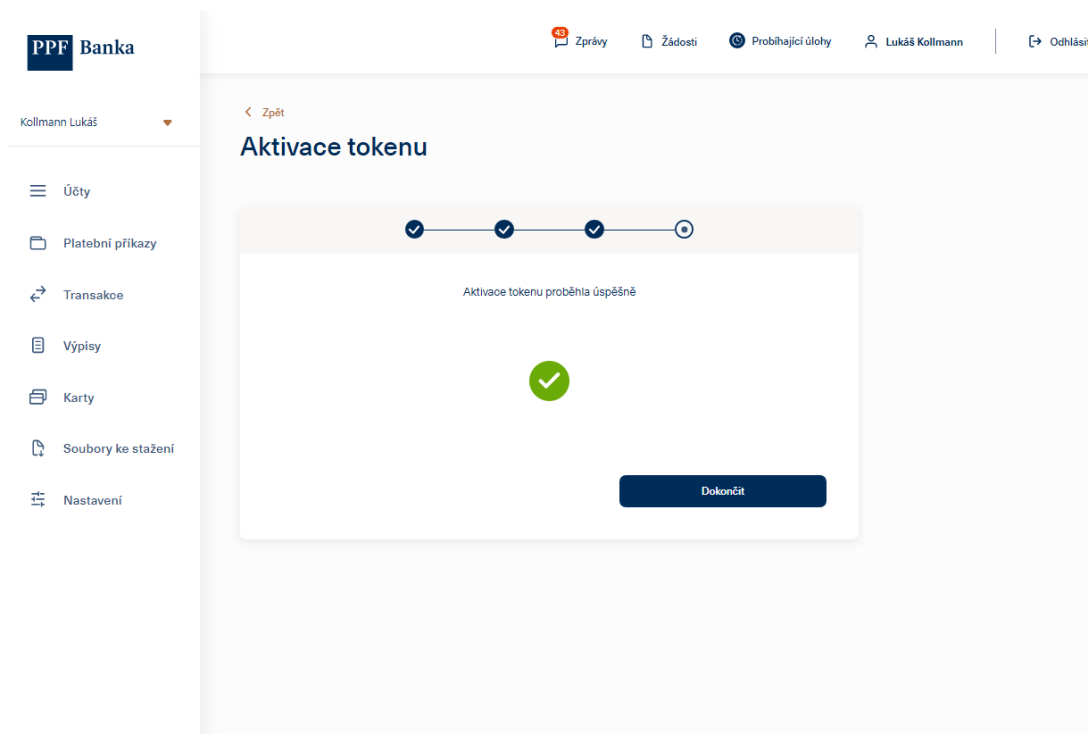 PPF Banka
43
Zprávy
Žádosti
Probíhající úlohy
Lukáš Kollmann
Odhlásit
Kollmann Lukáš
Zpět
Aktivace tokenu
Účty
Platební příkazy
Transakce
Výpisy
Karty
Soubory ke stažení
Nastavení
Aktivace tokenu proběhla úspěšně
Dokončit